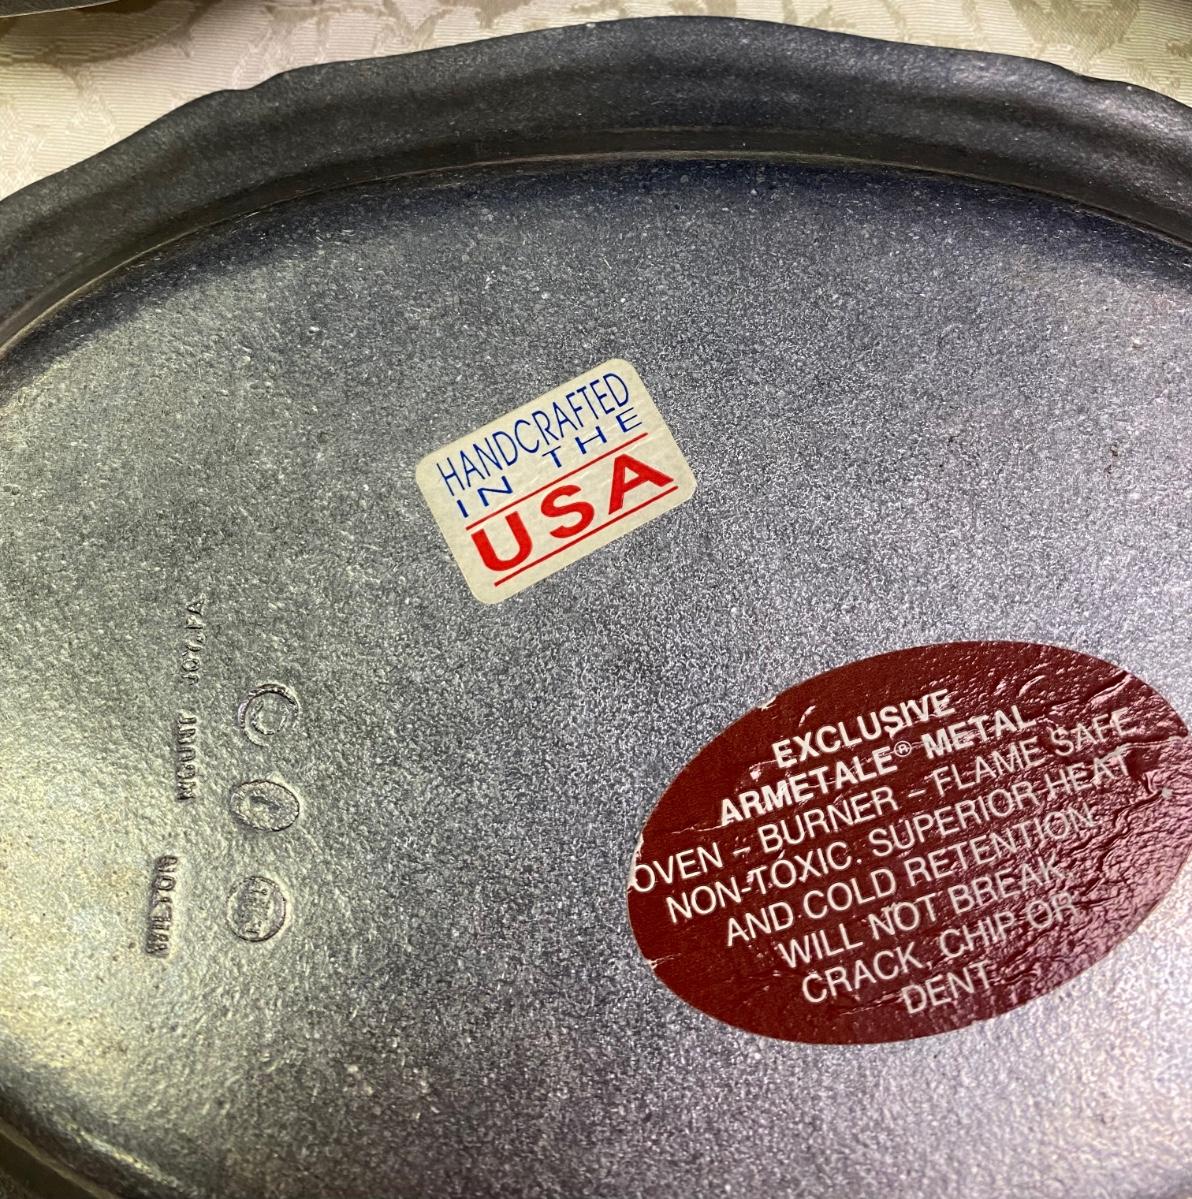 HANDCRAFTED
IN THE
USA
EXCLUSIVE
ARMETALE® METAL
OVEN – BURNER – FLAME SAFE
NON-TOXIC. SUPERIOR HEAT
AND COLD RETENTION.
WILL NOT BREAK,
CRACK, CHIP OR
DENT.
WILTON MOUNT JOY, PA